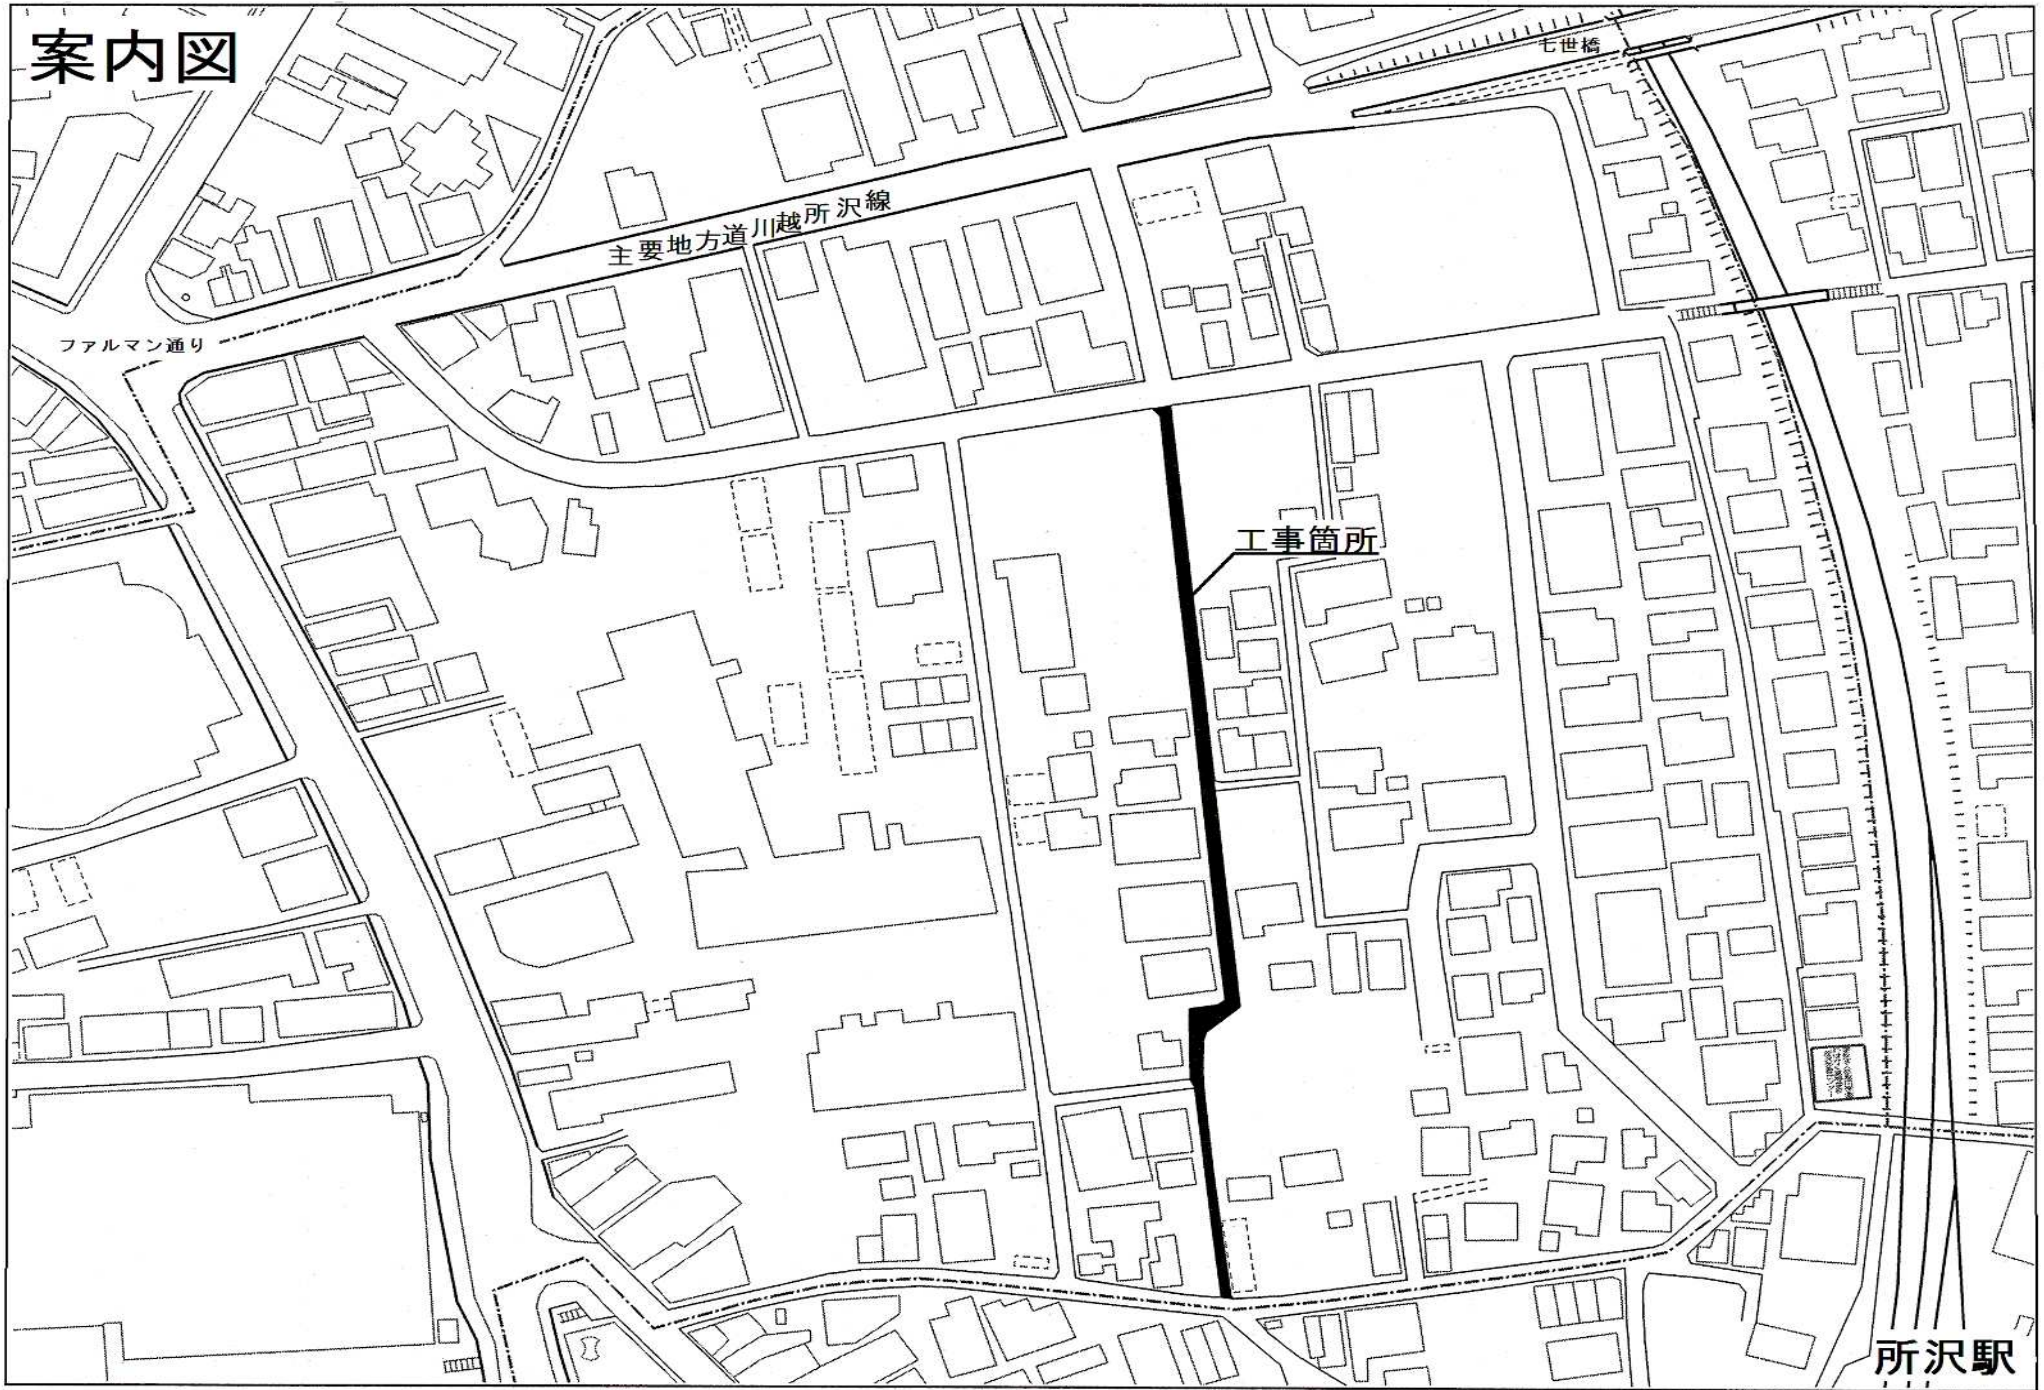 案内図
七世橋
主要地方道川越所沢線
ファルマン通り
工事箇所
所沢駅